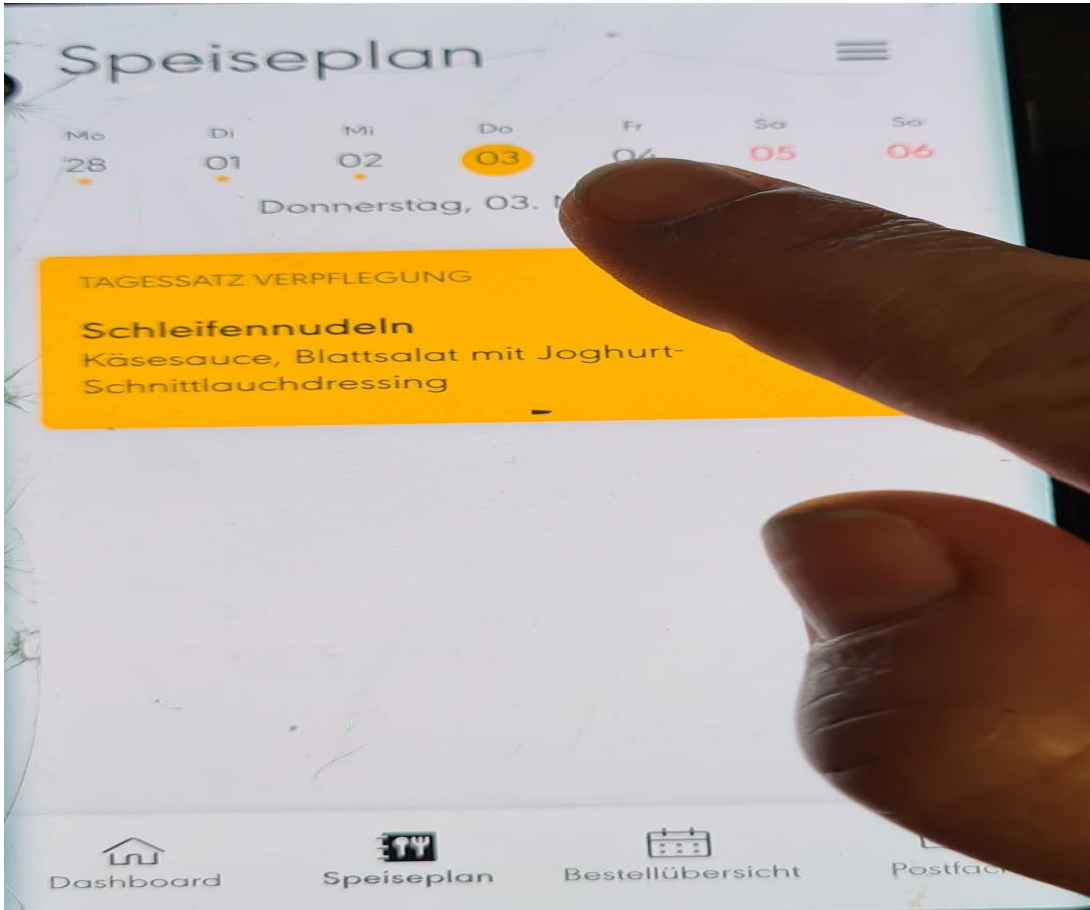 Speiseplan
Mo Di Mi Do Fr Sa So
28 01 02 03 05 06
Donnerstag, 03.
TAGESSATZ VERPFLEGUNG
Schleifennudeln
Käsesauce, Blattsalat mit Joghurt-
Schnittlauchdressing
Dashboard Speiseplan Bestellübersicht